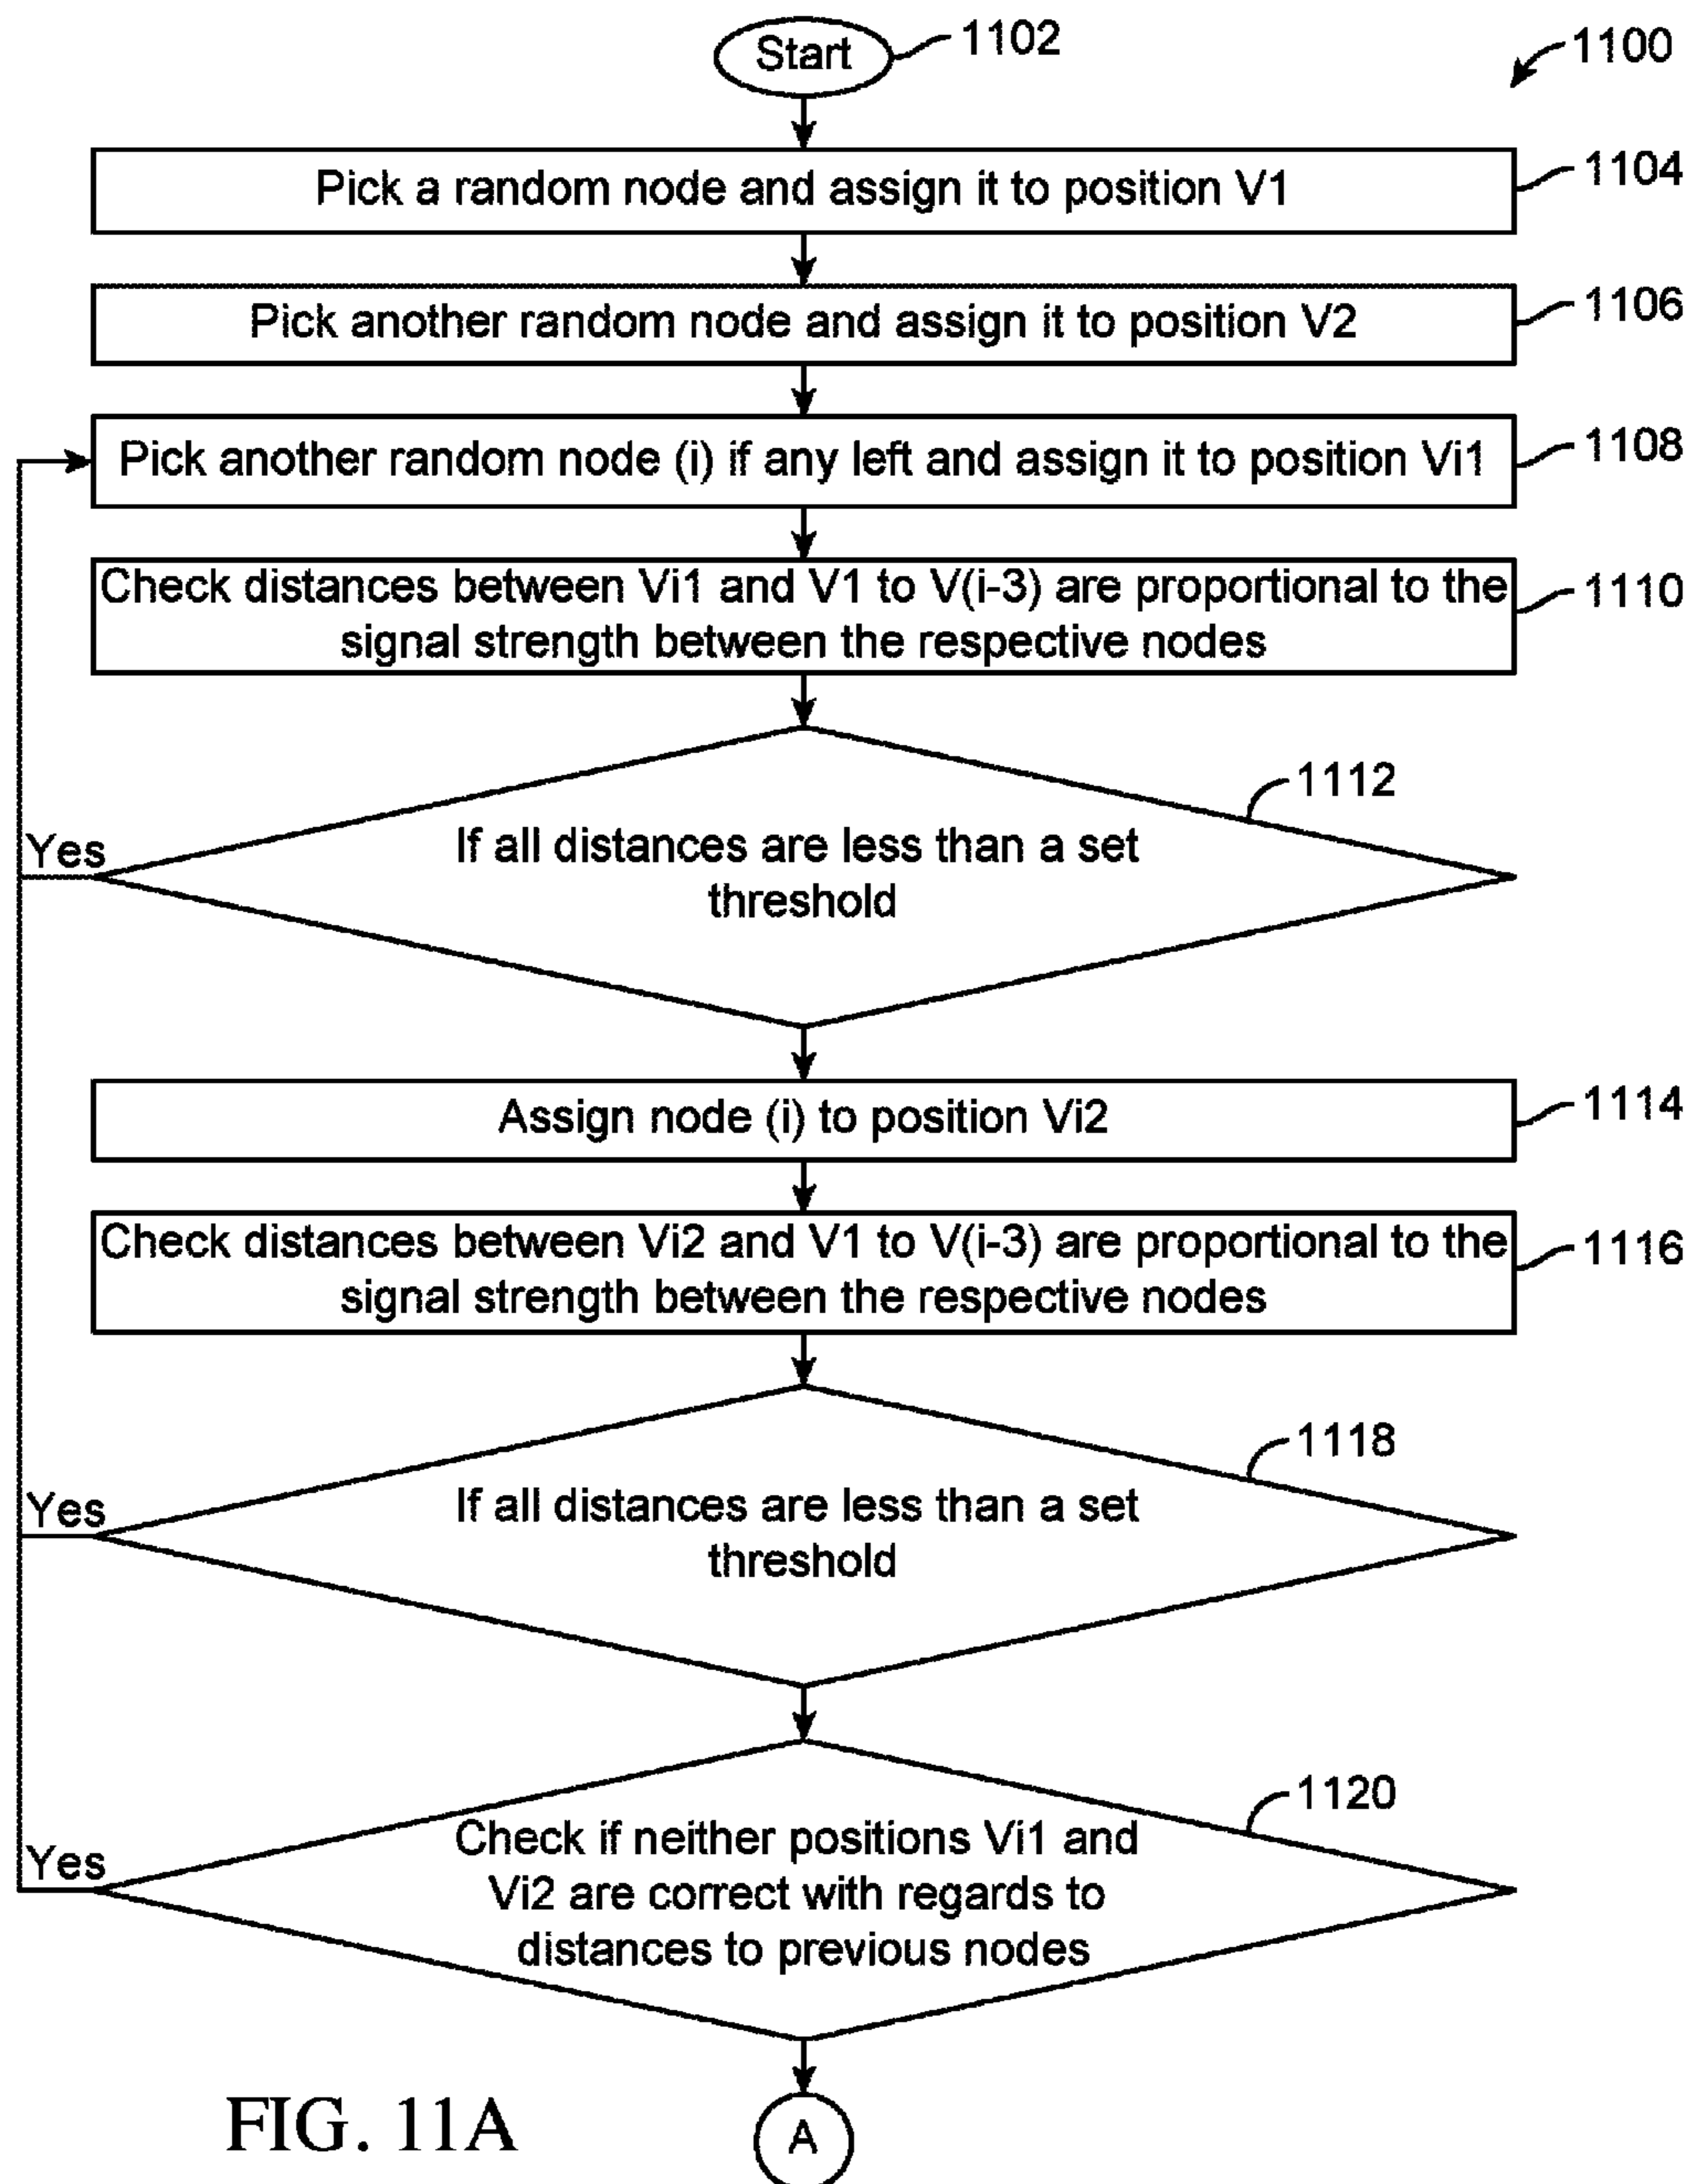 Start
1102
1100
Pick a random node and assign it to position V1
1104
Pick another random node and assign it to position V2
1106
Pick another random node (i) if any left and assign it to position Vi1
1108
Check distances between Vi1 and V1 to V(i-3) are proportional to the
signal strength between the respective nodes
1110
1112
If all distances are less than a set
threshold
Yes
Assign node (i) to position Vi2
1114
Check distances between Vi2 and V1 to V(i-3) are proportional to the
signal strength between the respective nodes
1116
1118
If all distances are less than a set
threshold
Yes
1120
Check if neither positions Vi1 and
Vi2 are correct with regards to
distances to previous nodes
Yes
A
FIG. 11A